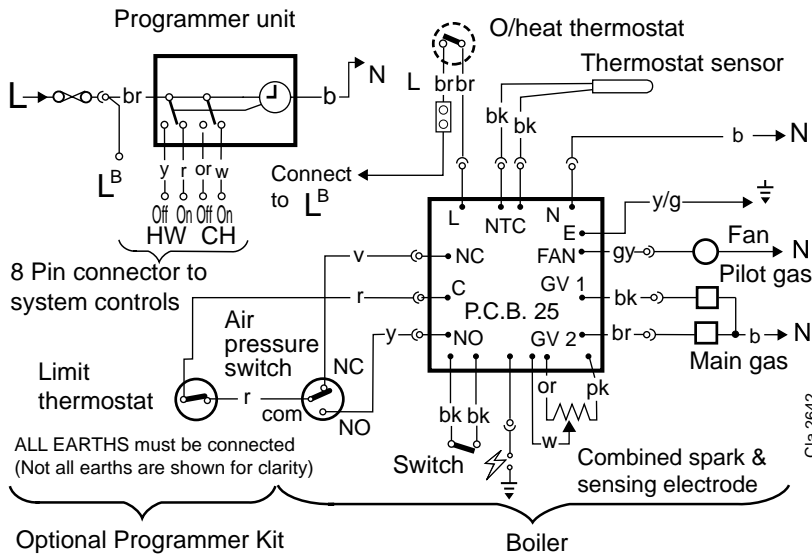 Programmer unit
O/heat thermostat
Thermostat sensor
L
br
b
N
L br br
bk
bk
b
N
L B
y r or w
Connect
to L B
Off On Off On
HW CH
L
NTC
N
E
y/g
8 Pin connector to
system controls
v
NC
FAN
gy
Fan
N
Pilot gas
r
C
GV 1
bk
P.C.B. 25
y
NO
GV 2
br
b
N
Main gas
Air
pressure
switch
NC
Limit
thermostat
r
com
NO
bk bk
or
pk
w
Switch
Combined spark &
sensing electrode
Cla 2642
ALL EARTHS must be connected
(Not all earths are shown for clarity)
Optional Programmer Kit
Boiler